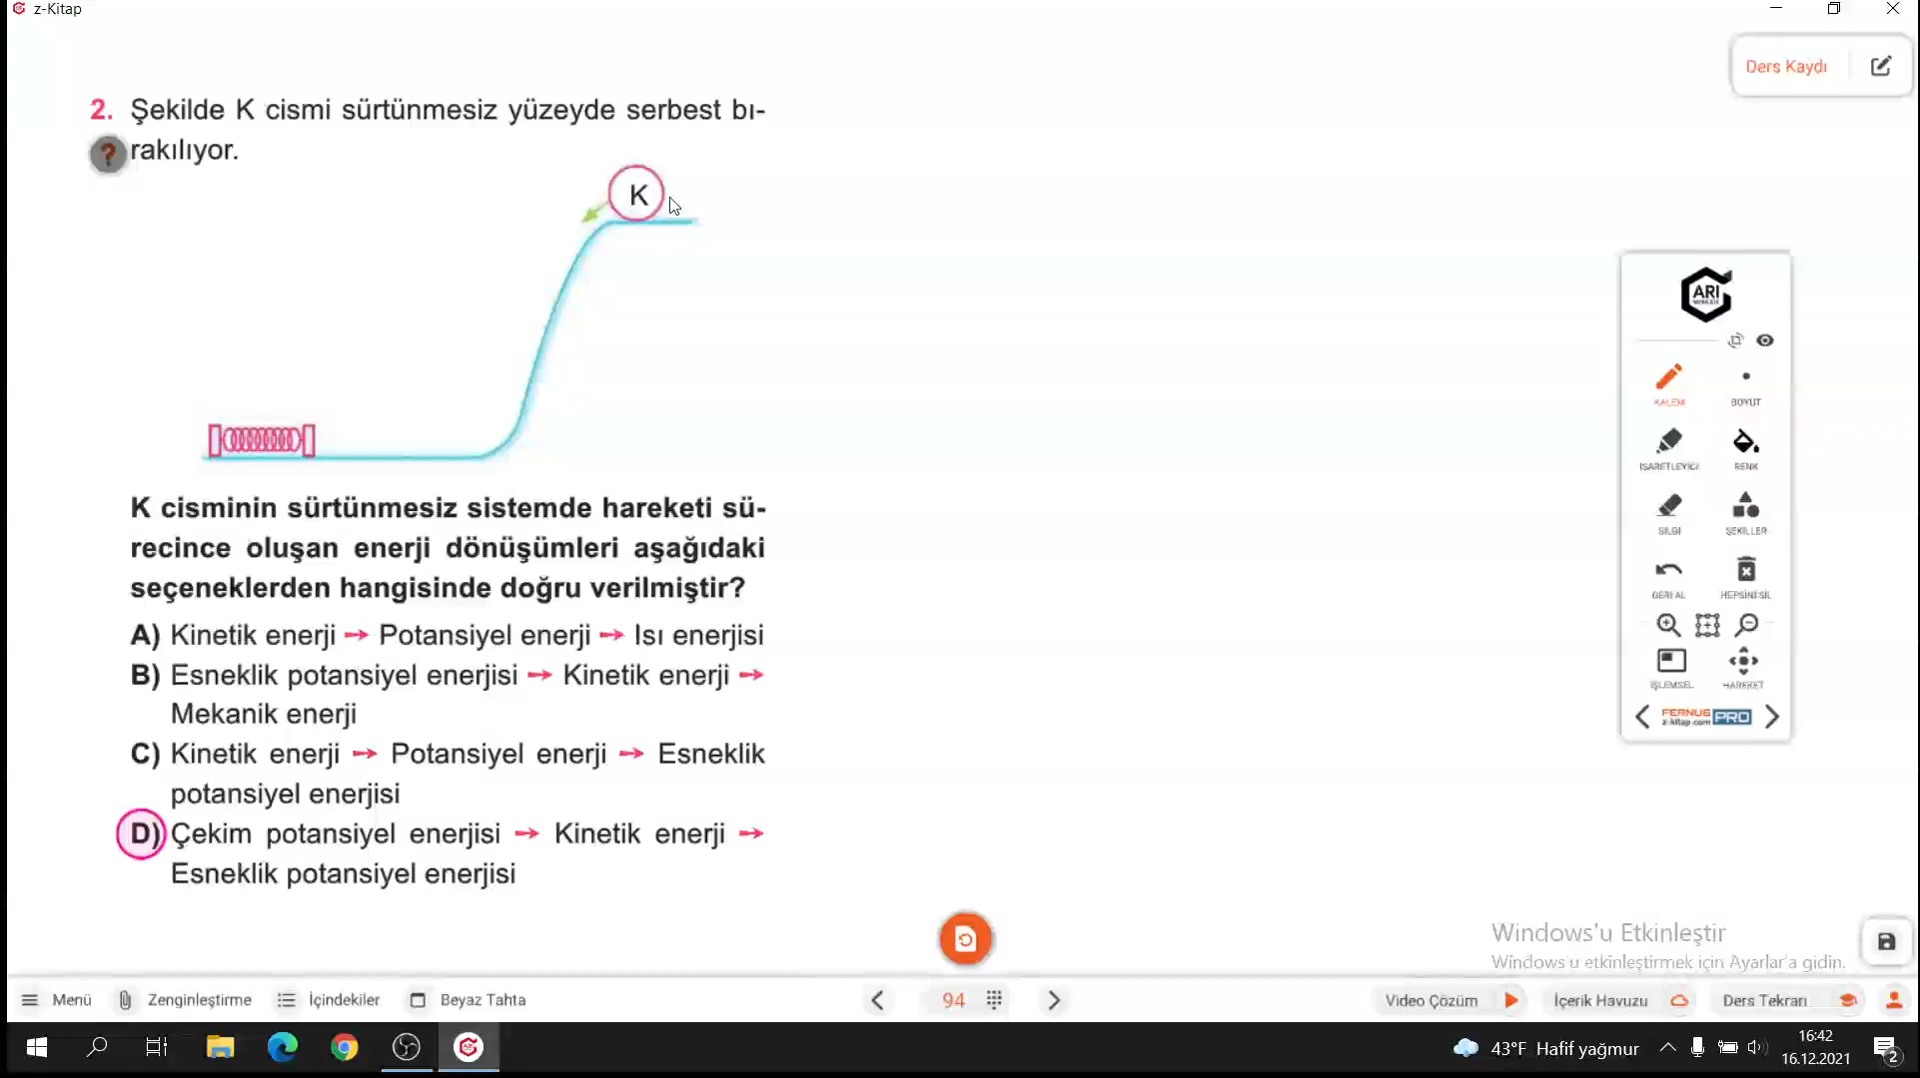 z-Kitap
Ders Kaydı
2. Şekilde K cismi sürtünmesiz yüzeyde serbest bı-
? rakılıyor.
K
K cisminin sürtünmesiz sistemde hareketi sü-
recince oluşan enerji dönüşümleri aşağıdaki
seçeneklerden hangisinde doğru verilmiştir?
A) Kinetik enerji → Potansiyel enerji → Isı enerjisi
B) Esneklik potansiyel enerjisi → Kinetik enerji →
Mekanik enerji
C) Kinetik enerji → Potansiyel enerji → Esneklik
potansiyel enerjisi
D) Çekim potansiyel enerjisi → Kinetik enerji →
Esneklik potansiyel enerjisi
ARI
KALEM BOYUT
İŞARETLEYİCİ RENK
SİLGİ ŞEKİLLER
GERİ AL HEPSİNİ SİL
İŞLEMSEL HAREKET
FERNUS
z-kitap.com PRO
Windows'u Etkinleştir
Windows'u etkinleştirmek için Ayarlar'a gidin.
Menü Zenginleştirme İçindekiler Beyaz Tahta 94 Video Çözüm İçerik Havuzu Ders Tekrarı
43°F Hafif yağmur 16:42
16.12.2021 2